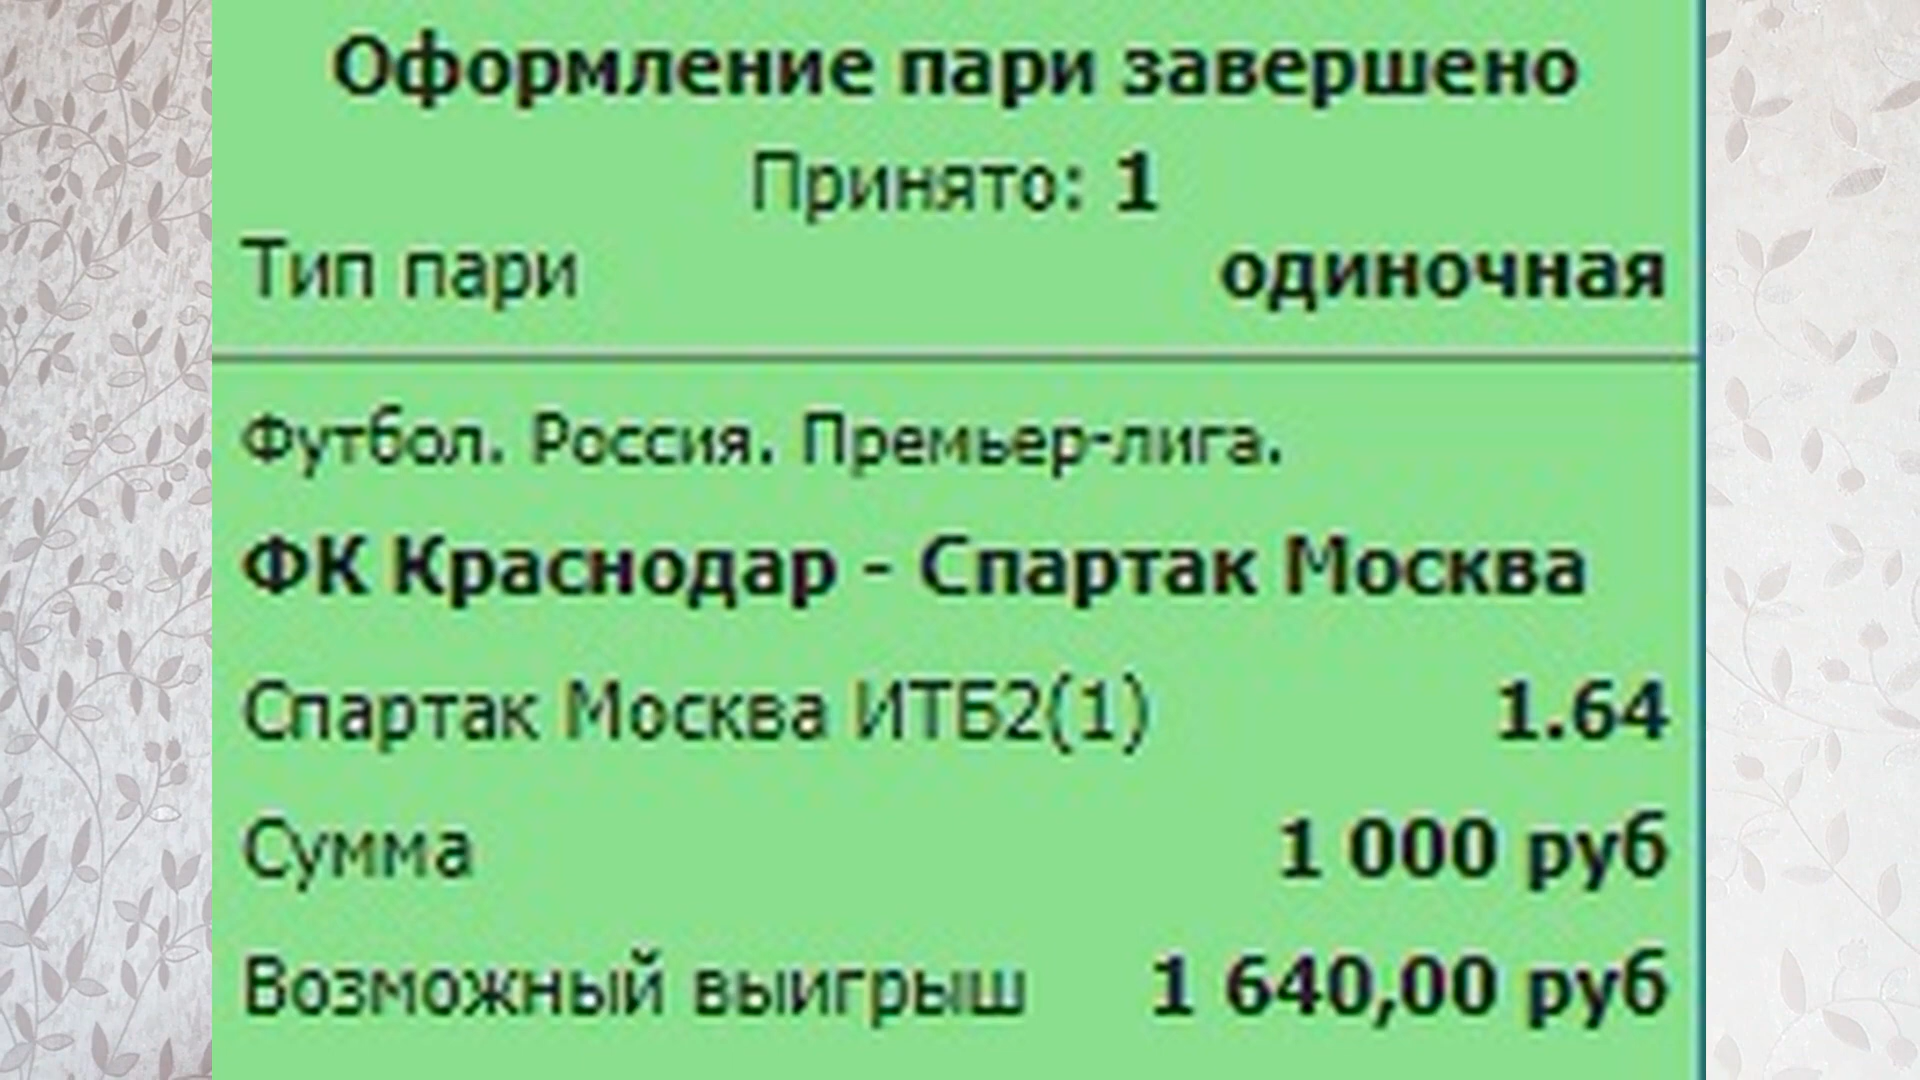 Оформление пари завершено
Принято: 1
Тип пари одиночная
Футбол. Россия. Премьер-лига.
ФК Краснодар - Спартак Москва
Спартак Москва ИТБ2(1) 1.64
Сумма 1 000 руб
Возможный выигрыш 1 640,00 руб